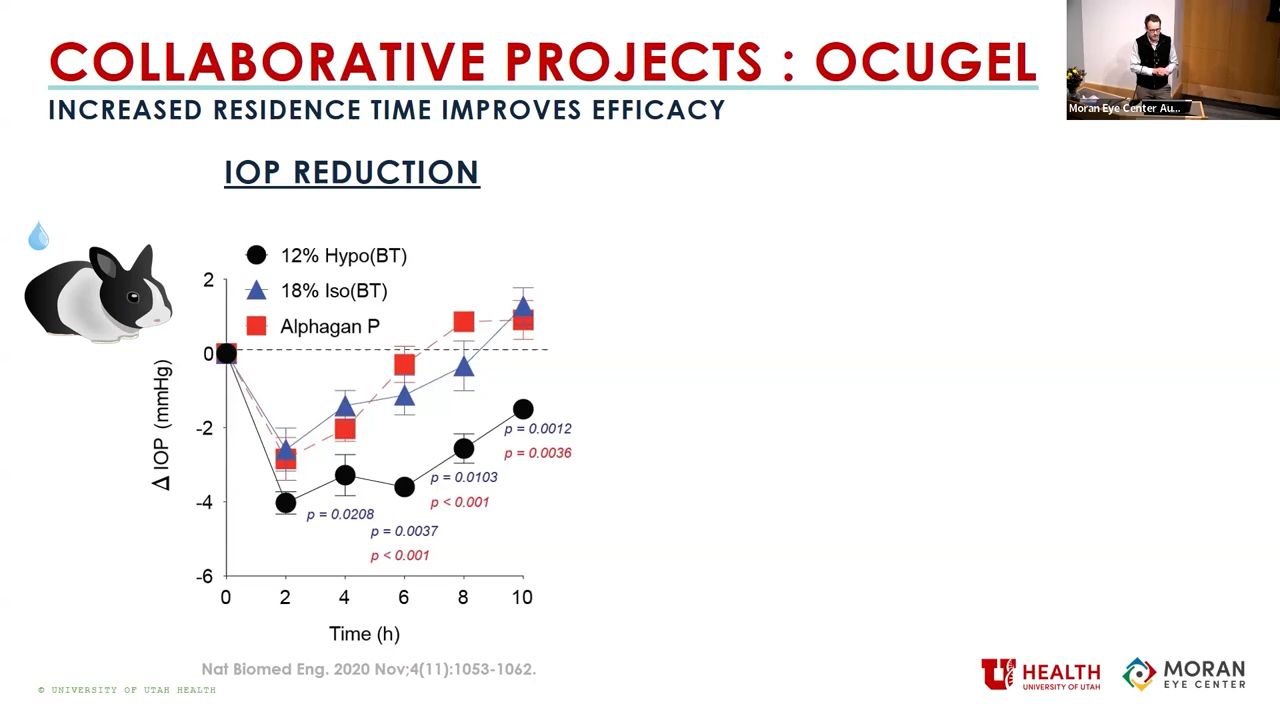 COLLABORATIVE PROJECTS : OCUGEL
INCREASED RESIDENCE TIME IMPROVES EFFICACY
Moran Eye Center Au...
IOP REDUCTION
12% Hypo(BT)
18% Iso(BT)
Alphagan P
2
0
-2
-4
-6
Δ IOP (mmHg)
p = 0.0208
p = 0.0037
p < 0.001
p = 0.0103
p < 0.001
p = 0.0012
p = 0.0036
0 2 4 6 8 10
Time (h)
Nat Biomed Eng. 2020 Nov;4(11):1053-1062.
© UNIVERSITY OF UTAH HEALTH
U HEALTH
UNIVERSITY OF UTAH
MORAN
EYE CENTER